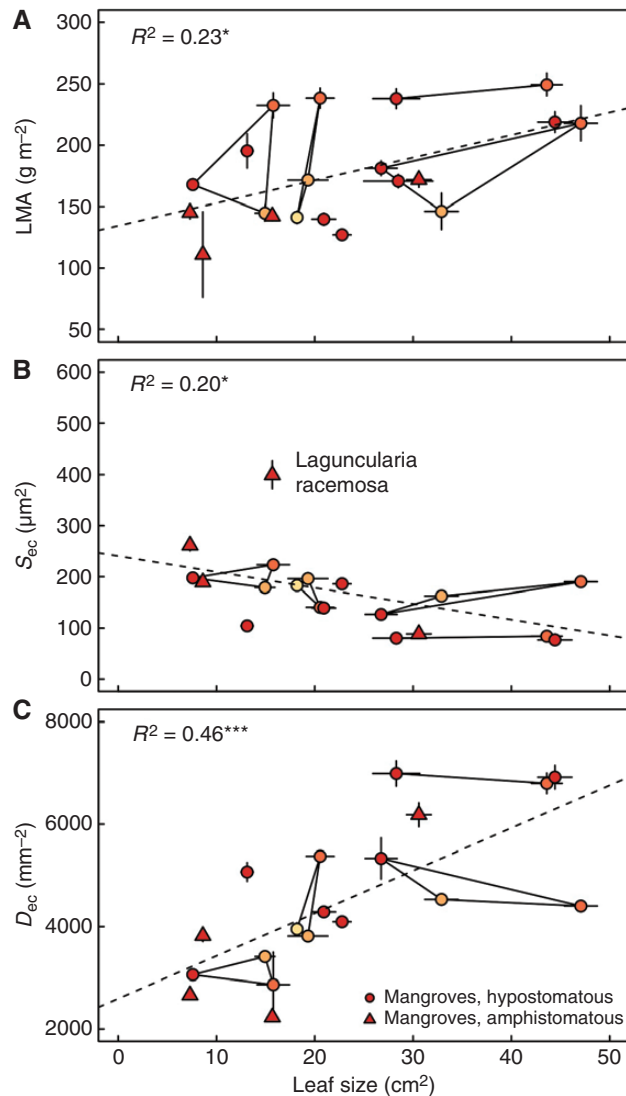 A
R² = 0.23*
LMA (g m⁻²)
300
250
200
150
100
50
B
R² = 0.20*
Laguncularia
racemosa
Sec (μm²)
600
500
400
300
200
100
0
C
R² = 0.46***
Dec (mm⁻²)
8000
6000
4000
2000
Mangroves, hypostomatous
Mangroves, amphistomatous
0 10 20 30 40 50
Leaf size (cm²)